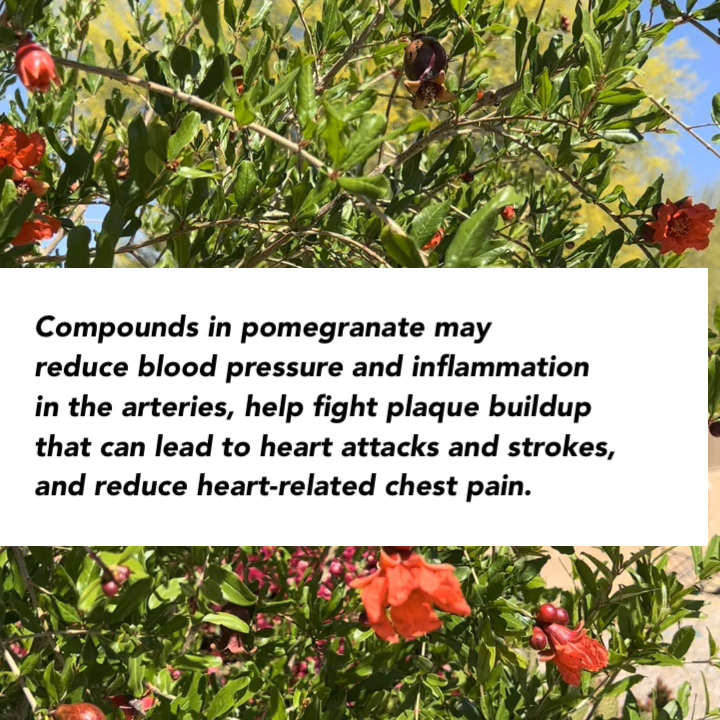 Compounds in pomegranate may
reduce blood pressure and inflammation
in the arteries, help fight plaque buildup
that can lead to heart attacks and strokes,
and reduce heart-related chest pain.